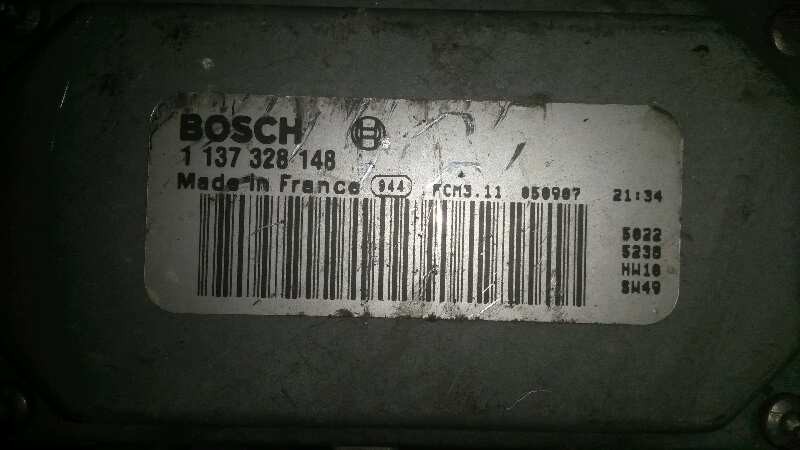 BOSCH
1 137 328 148
Made in France 944 FCM3.11 050907 21:34
5022
5238
HW10
SW49